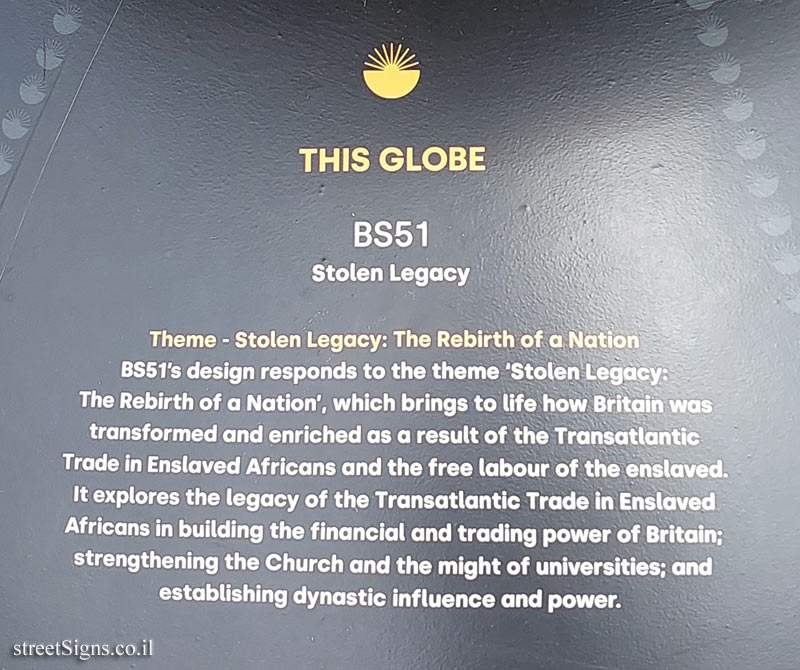 THIS GLOBE
BS51
Stolen Legacy
Theme - Stolen Legacy: The Rebirth of a Nation
BS51's design responds to the theme 'Stolen Legacy:
The Rebirth of a Nation', which brings to life how Britain was
transformed and enriched as a result of the Transatlantic
Trade in Enslaved Africans and the free labour of the enslaved.
It explores the legacy of the Transatlantic Trade in Enslaved
Africans in building the financial and trading power of Britain;
strengthening the Church and the might of universities; and
establishing dynastic influence and power.
streetSigns.co.il